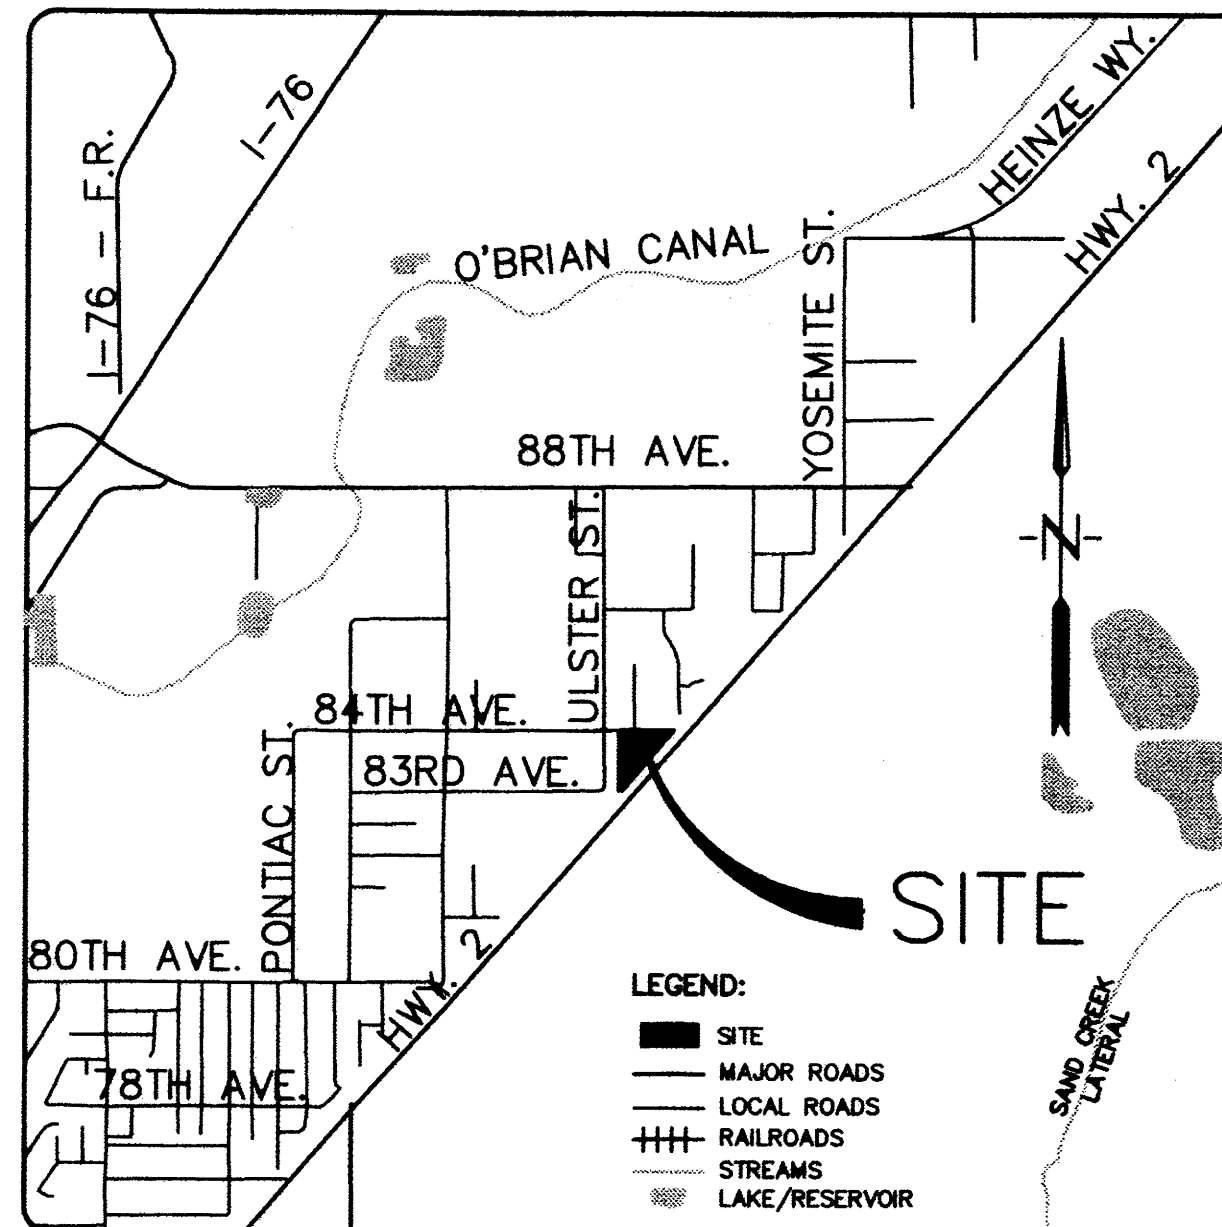 I-76
HEINZE WY.
I-76 - F.R.
HWY. 2
O'BRIAN CANAL
YOSEMITE ST.
88TH AVE.
N
ULSTER ST.
84TH AVE.
83RD AVE.
PONTIAC ST.
SITE
80TH AVE.
HWY. 2
78TH AVE.
SAND CREEK
LATERAL
LEGEND:
SITE
MAJOR ROADS
LOCAL ROADS
RAILROADS
STREAMS
LAKE/RESERVOIR